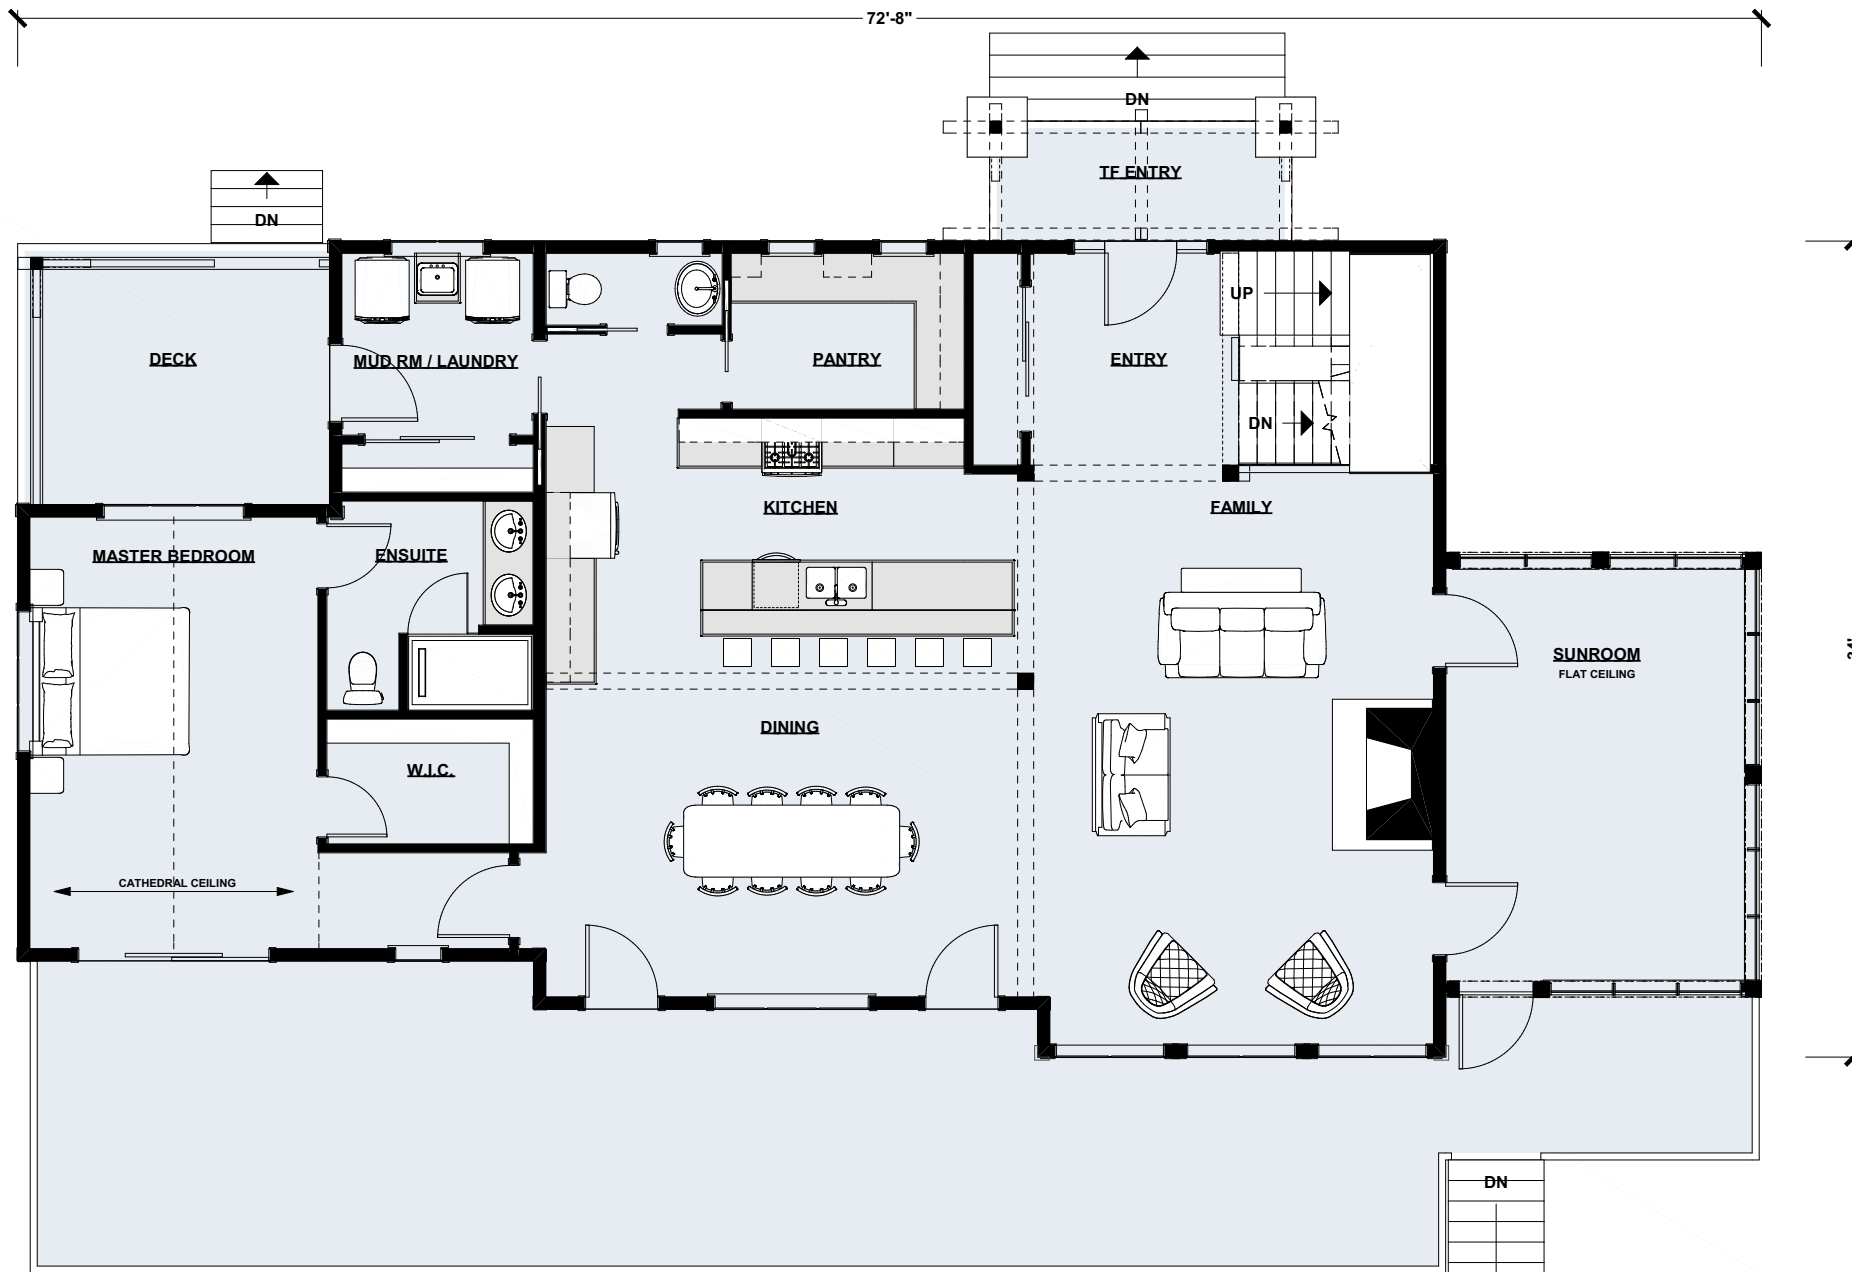 72'-8"
DN
TF ENTRY
DN
UP
DECK
MUD RM / LAUNDRY
PANTRY
ENTRY
DN
KITCHEN
FAMILY
MASTER BEDROOM
ENSUITE
SUNROOM
FLAT CEILING
DINING
W.I.C.
CATHEDRAL CEILING
DN